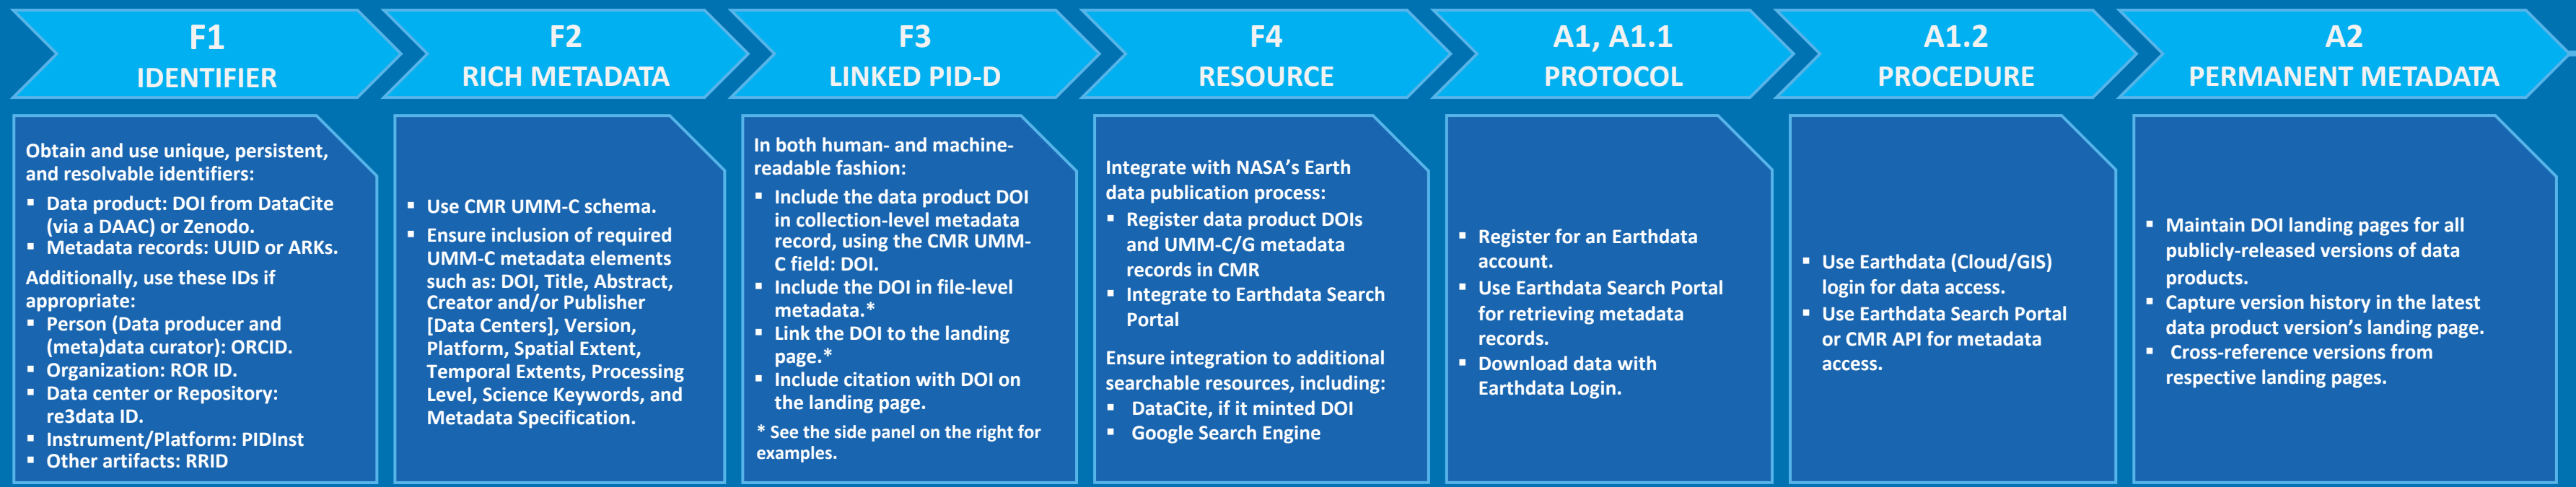 F1
IDENTIFIER
Obtain and use unique, persistent,
and resolvable identifiers:
▪ Data product: DOI from DataCite
(via a DAAC) or Zenodo.
▪ Metadata records: UUID or ARKs.
Additionally, use these IDs if
appropriate:
▪ Person (Data producer and
(meta)data curator): ORCID.
▪ Organization: ROR ID.
▪ Data center or Repository:
re3data ID.
▪ Instrument/Platform: PIDInst
▪ Other artifacts: RRID
F2
RICH METADATA
▪ Use CMR UMM-C schema.
▪ Ensure inclusion of required
UMM-C metadata elements
such as: DOI, Title, Abstract,
Creator and/or Publisher
[Data Centers], Version,
Platform, Spatial Extent,
Temporal Extents, Processing
Level, Science Keywords, and
Metadata Specification.
F3
LINKED PID-D
In both human- and machine-
readable fashion:
▪ Include the data product DOI
in collection-level metadata
record, using the CMR UMM-
C field: DOI.
▪ Include the DOI in file-level
metadata.*
▪ Link the DOI to the landing
page.*
▪ Include citation with DOI on
the landing page.
* See the side panel on the right for
examples.
F4
RESOURCE
Integrate with NASA’s Earth
data publication process:
▪ Register data product DOIs
and UMM-C/G metadata
records in CMR
▪ Integrate to Earthdata Search
Portal
Ensure integration to additional
searchable resources, including:
▪ DataCite, if it minted DOI
▪ Google Search Engine
A1, A1.1
PROTOCOL
▪ Register for an Earthdata
account.
▪ Use Earthdata Search Portal
for retrieving metadata
records.
▪ Download data with
Earthdata Login.
A1.2
PROCEDURE
▪ Use Earthdata (Cloud/GIS)
login for data access.
▪ Use Earthdata Search Portal
or CMR API for metadata
access.
A2
PERMANENT METADATA
▪ Maintain DOI landing pages for all
publicly-released versions of data
products.
▪ Capture version history in the latest
data product version’s landing page.
▪ Cross-reference versions from
respective landing pages.